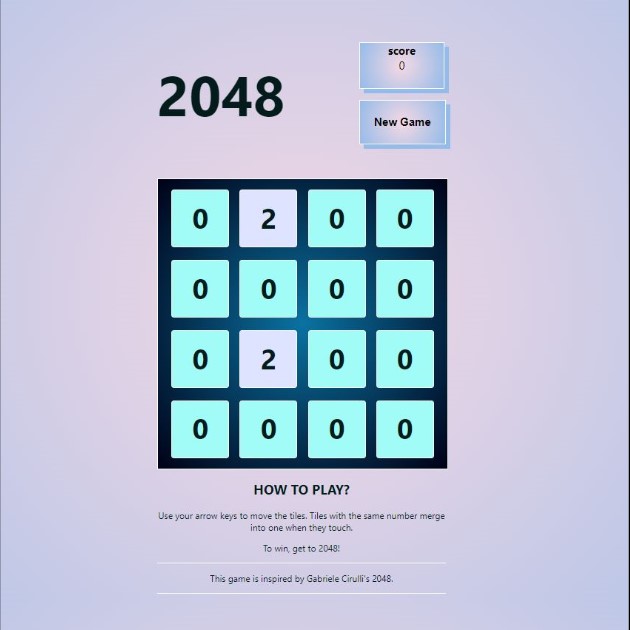 score
0
2048
New Game
0 2 0 0
0 0 0 0
0 2 0 0
0 0 0 0
HOW TO PLAY?
Use your arrow keys to move the tiles. Tiles with the same number merge
into one when they touch.
To win, get to 2048!
This game is inspired by Gabriele Cirulli's 2048.